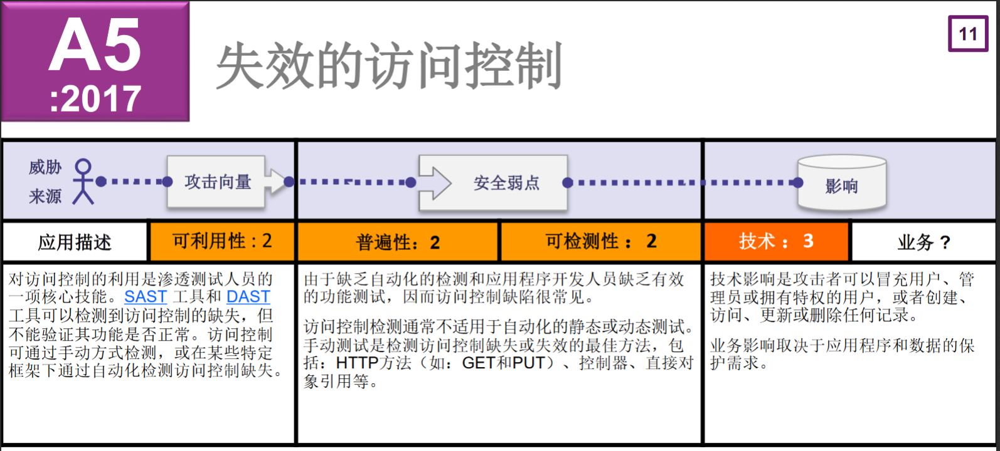 A5
:2017
失效的访问控制
11
威胁
来源
攻击向量
安全弱点
影响
应用描述
可利用性：2
普遍性：2
可检测性：2
技术：3
业务 ?
对访问控制的利用是渗透测试人员的
一项核心技能。SAST 工具和 DAST
工具可以检测到访问控制的缺失，但
不能验证其功能是否正常。访问控制
可通过手动方式检测，或在某些特定
框架下通过自动化检测访问控制缺失。
由于缺乏自动化的检测和应用程序开发人员缺乏有效
的功能测试，因而访问控制缺陷很常见。
访问控制检测通常不适用于自动化的静态或动态测试。
手动测试是检测访问控制缺失或失效的最佳方法，包
括：HTTP方法（如：GET和PUT）、控制器、直接对
象引用等。
技术影响是攻击者可以冒充用户、管
理员或拥有特权的用户，或者创建、
访问、更新或删除任何记录。
业务影响取决于应用程序和数据的保
护需求。